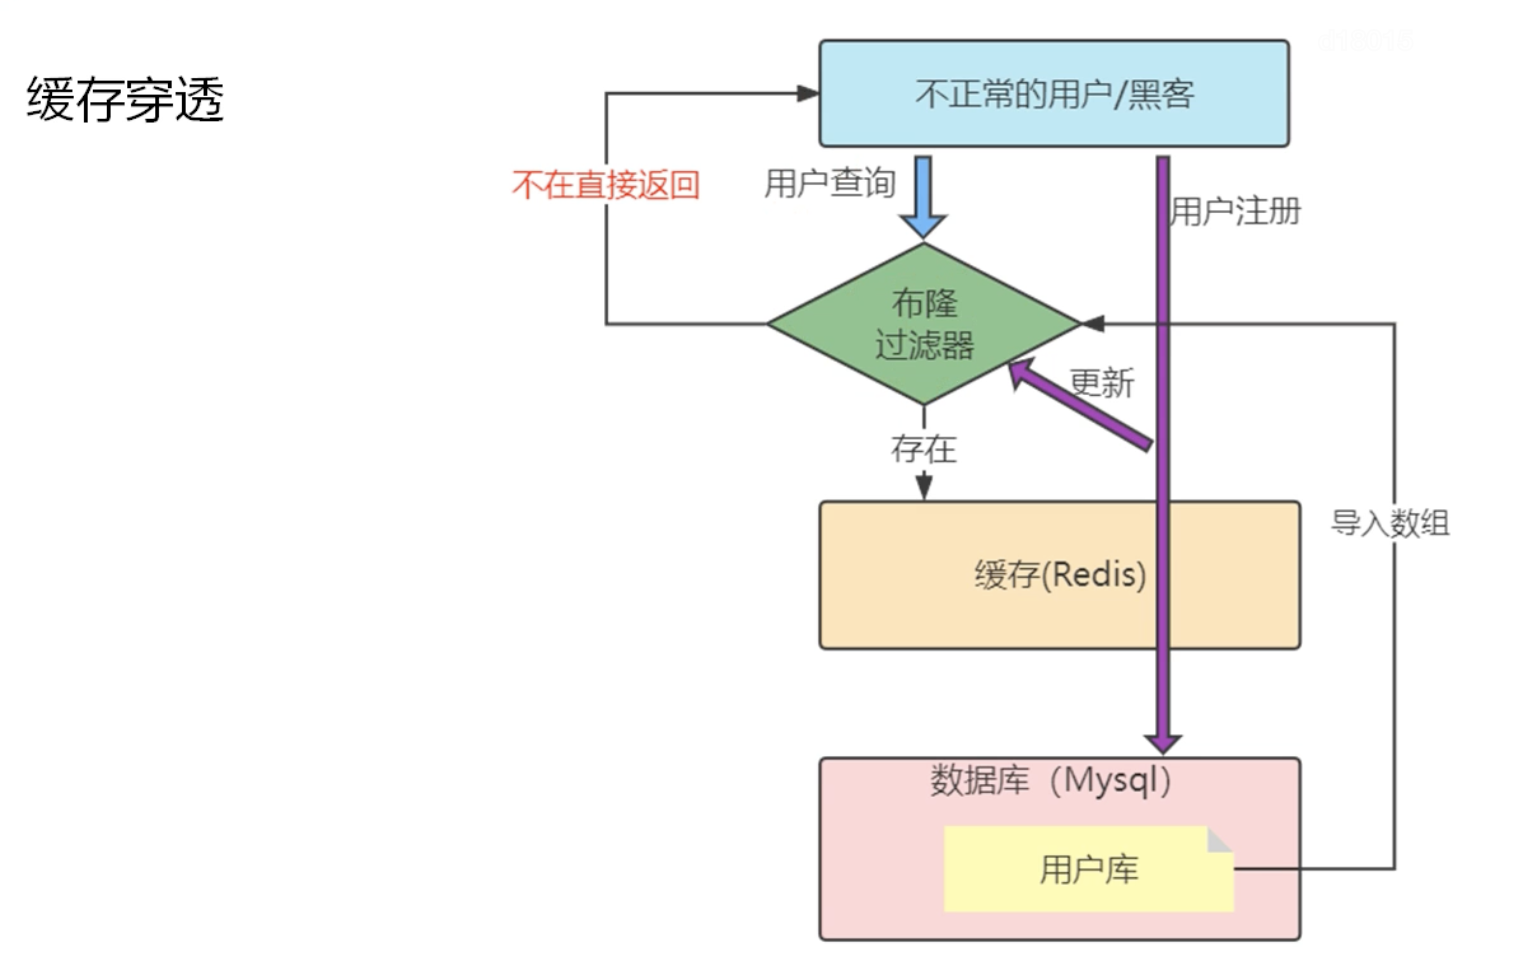 缓存穿透
不正常的用户/黑客
不在直接返回
用户查询
用户注册
布隆
过滤器
更新
存在
导入数组
缓存(Redis)
数据库（Mysql）
用户库